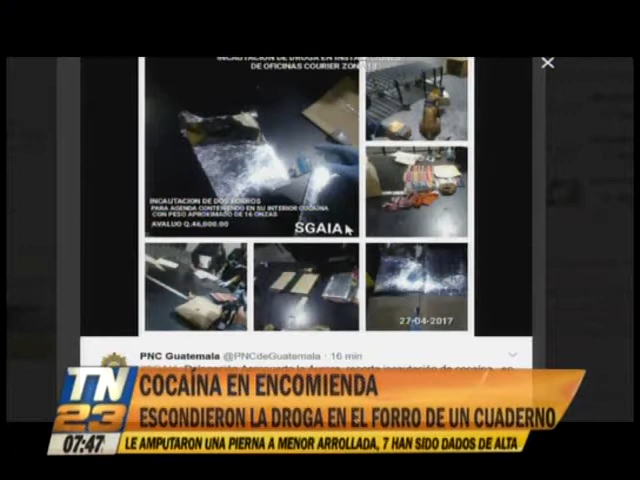 INCAUTACION DE DROGA EN INSTALACIONES
DE OFICINAS COURIER ZONA
INCAUTACION DE DOS FORROS
PARA AGENDA CONTENIENDO EN SU INTERIOR COCAINA
CON PESO APROXIMADO DE 16 ONZAS
AVALUO Q.46,800.00
SGAIA
27-04-2017
PNC Guatemala @PNCdeGuatemala · 16 min
TN
23
07:47
COCAÍNA EN ENCOMIENDA
ESCONDIERON LA DROGA EN EL FORRO DE UN CUADERNO
LE AMPUTARON UNA PIERNA A MENOR ARROLLADA, 7 HAN SIDO DADOS DE ALTA